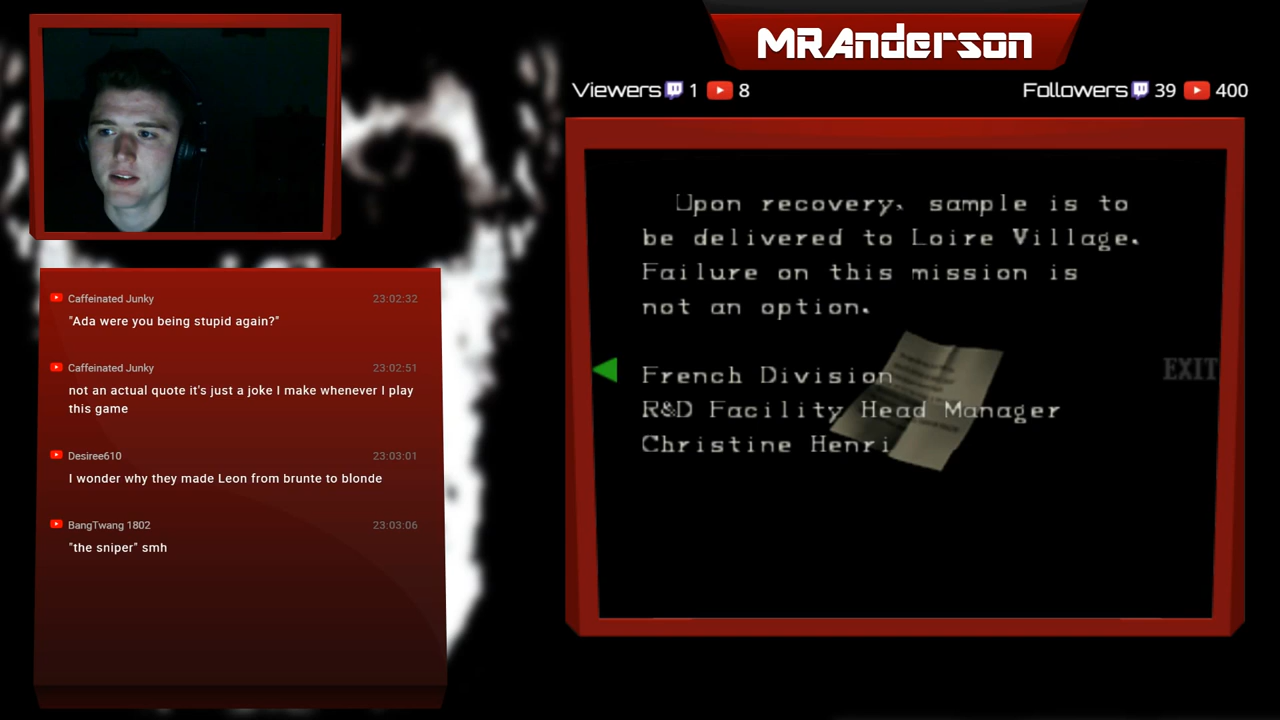 MRAnderson
Viewers 1 8
Followers 39 400
Caffeinated Junky 23:02:32
"Ada were you being stupid again?"
Caffeinated Junky 23:02:51
not an actual quote it's just a joke I make whenever I play
this game
Desiree610 23:03:01
I wonder why they made Leon from brunte to blonde
BangTwang 1802 23:03:06
"the sniper" smh
Upon recovery, sample is to
be delivered to Loire Village.
Failure on this mission is
not an option.
French Division
R&D Facility Head Manager
Christine Henri
EXIT